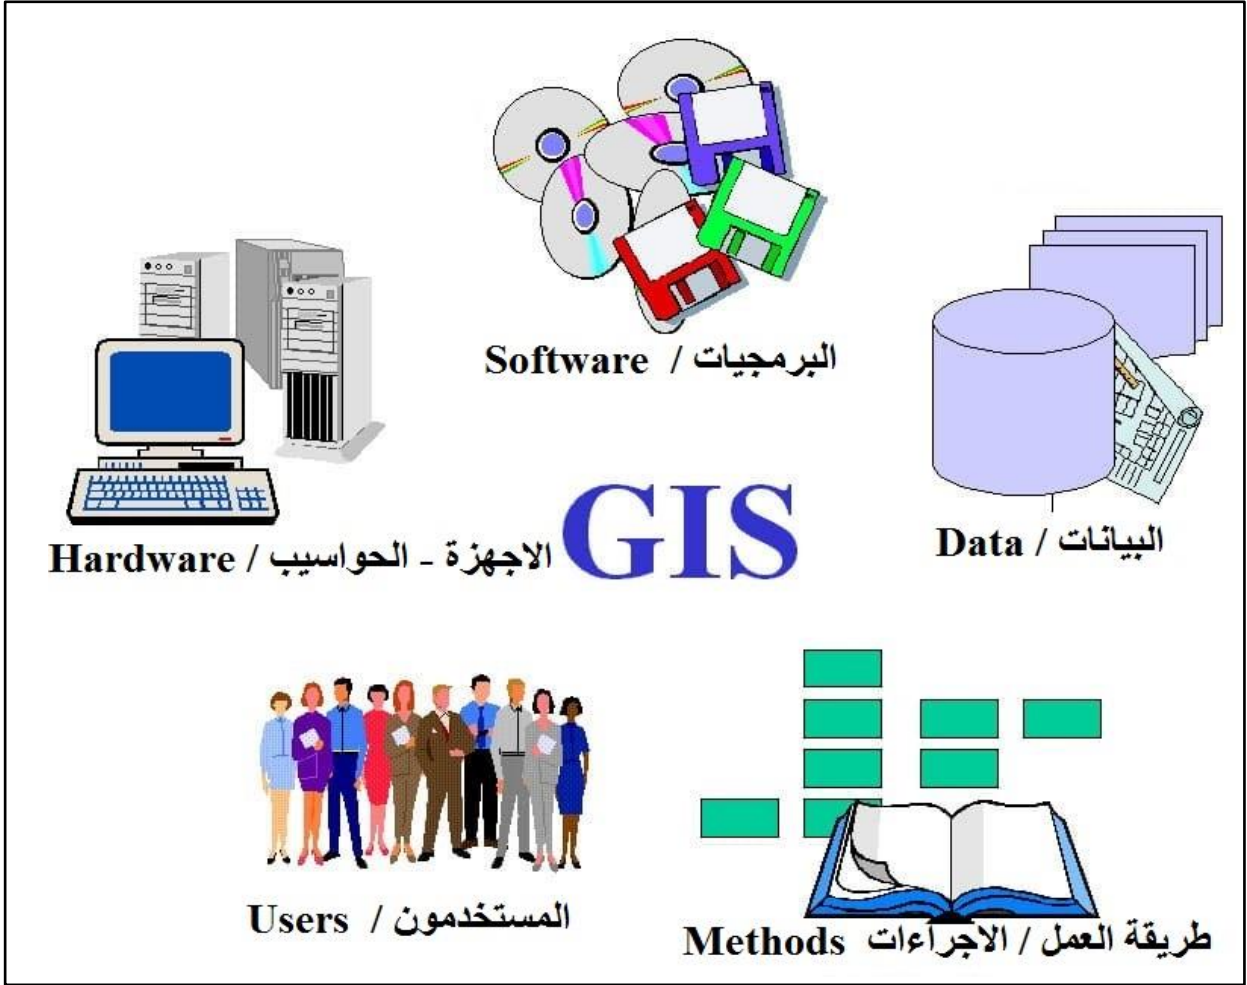 البرمجيات / Software
البيانات / Data
GIS
الاجهزة - الحواسيب / Hardware
المستخدمون / Users
طريقة العمل / الاجراءات Methods